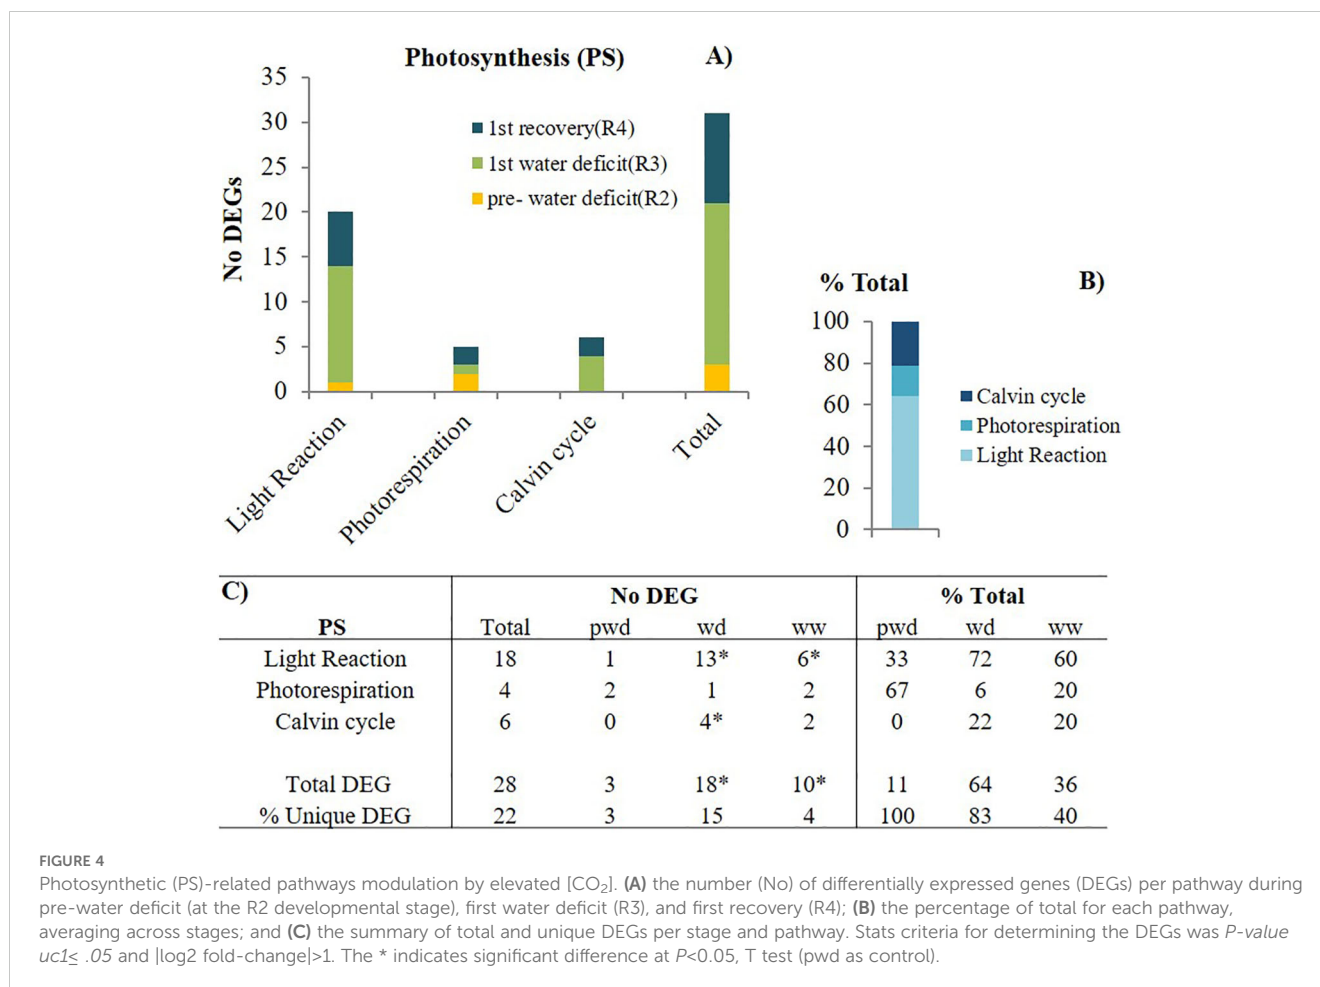 Photosynthesis (PS) A)
35
30
25
20
15
10
5
0
No DEGs
1st recovery(R4)
1st water deficit(R3)
pre- water deficit(R2)
Light Reaction
Photorespiration
Calvin cycle
Total
% Total B)
100
80
60
40
20
0
Calvin cycle
Photorespiration
Light Reaction
C) No DEG % Total
PS Total pwd wd ww pwd wd ww
Light Reaction 18 1 13* 6* 33 72 60
Photorespiration 4 2 1 2 67 6 20
Calvin cycle 6 0 4* 2 0 22 20
Total DEG 28 3 18* 10* 11 64 36
% Unique DEG 22 3 15 4 100 83 40
FIGURE 4
Photosynthetic (PS)-related pathways modulation by elevated [CO₂]. (A) the number (No) of differentially expressed genes (DEGs) per pathway during
pre-water deficit (at the R2 developmental stage), first water deficit (R3), and first recovery (R4); (B) the percentage of total for each pathway,
averaging across stages; and (C) the summary of total and unique DEGs per stage and pathway. Stats criteria for determining the DEGs was P-value
uc1≤ .05 and |log2 fold-change|>1. The * indicates significant difference at P<0.05, T test (pwd as control).